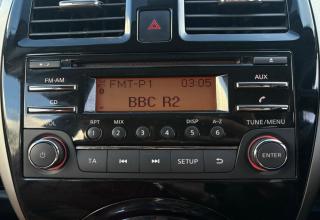 FM-AM
AUX
FMT-P1 03:05
BBC R2
CD
VOL
RPT MIX DISP A-Z
TUNE/MENU
1 2 3 4 5 6
TA
SETUP
ENTER